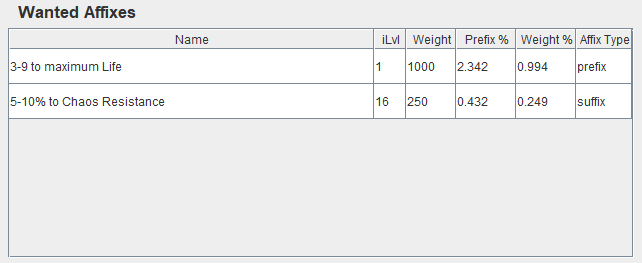 Wanted Affixes
Name iLvl Weight Prefix % Weight % Affix Type
3-9 to maximum Life 1 1000 2.342 0.994 prefix
5-10% to Chaos Resistance 16 250 0.432 0.249 suffix